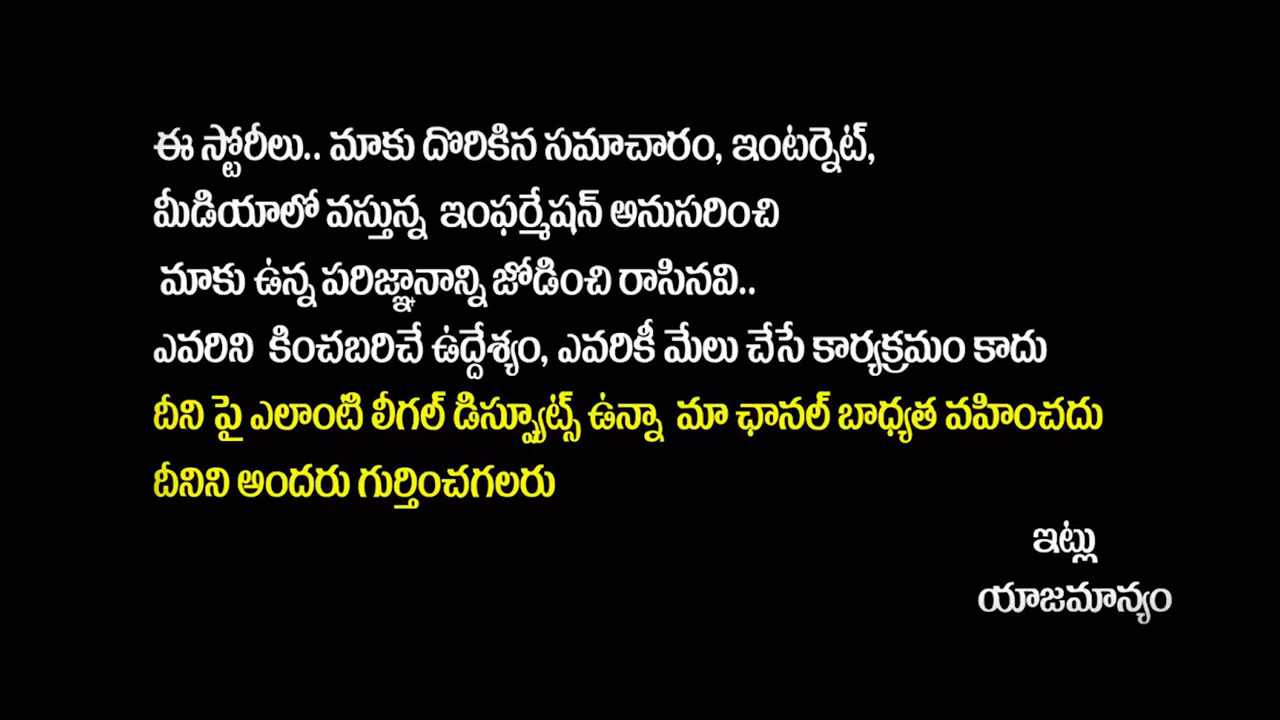 ఈ స్టోరీలు.. మాకు దొరికిన సమాచారం, ఇంటర్నెట్,
మీడియాలో వస్తున్న ఇంఫర్మేషన్ అనుసరించి
మాకు ఉన్న పరిజ్ఞానాన్ని జోడించి రాసినవి..
ఎవరిని కించబరిచే ఉద్దేశ్యం, ఎవరికీ మేలు చేసే కార్యక్రమం కాదు
దీని పై ఎలాంటి లీగల్ డిస్ప్యూట్స్ ఉన్నా మా ఛానల్ బాధ్యత వహించదు
దీనిని అందరు గుర్తించగలరు
ఇట్లు
యాజమాన్యం